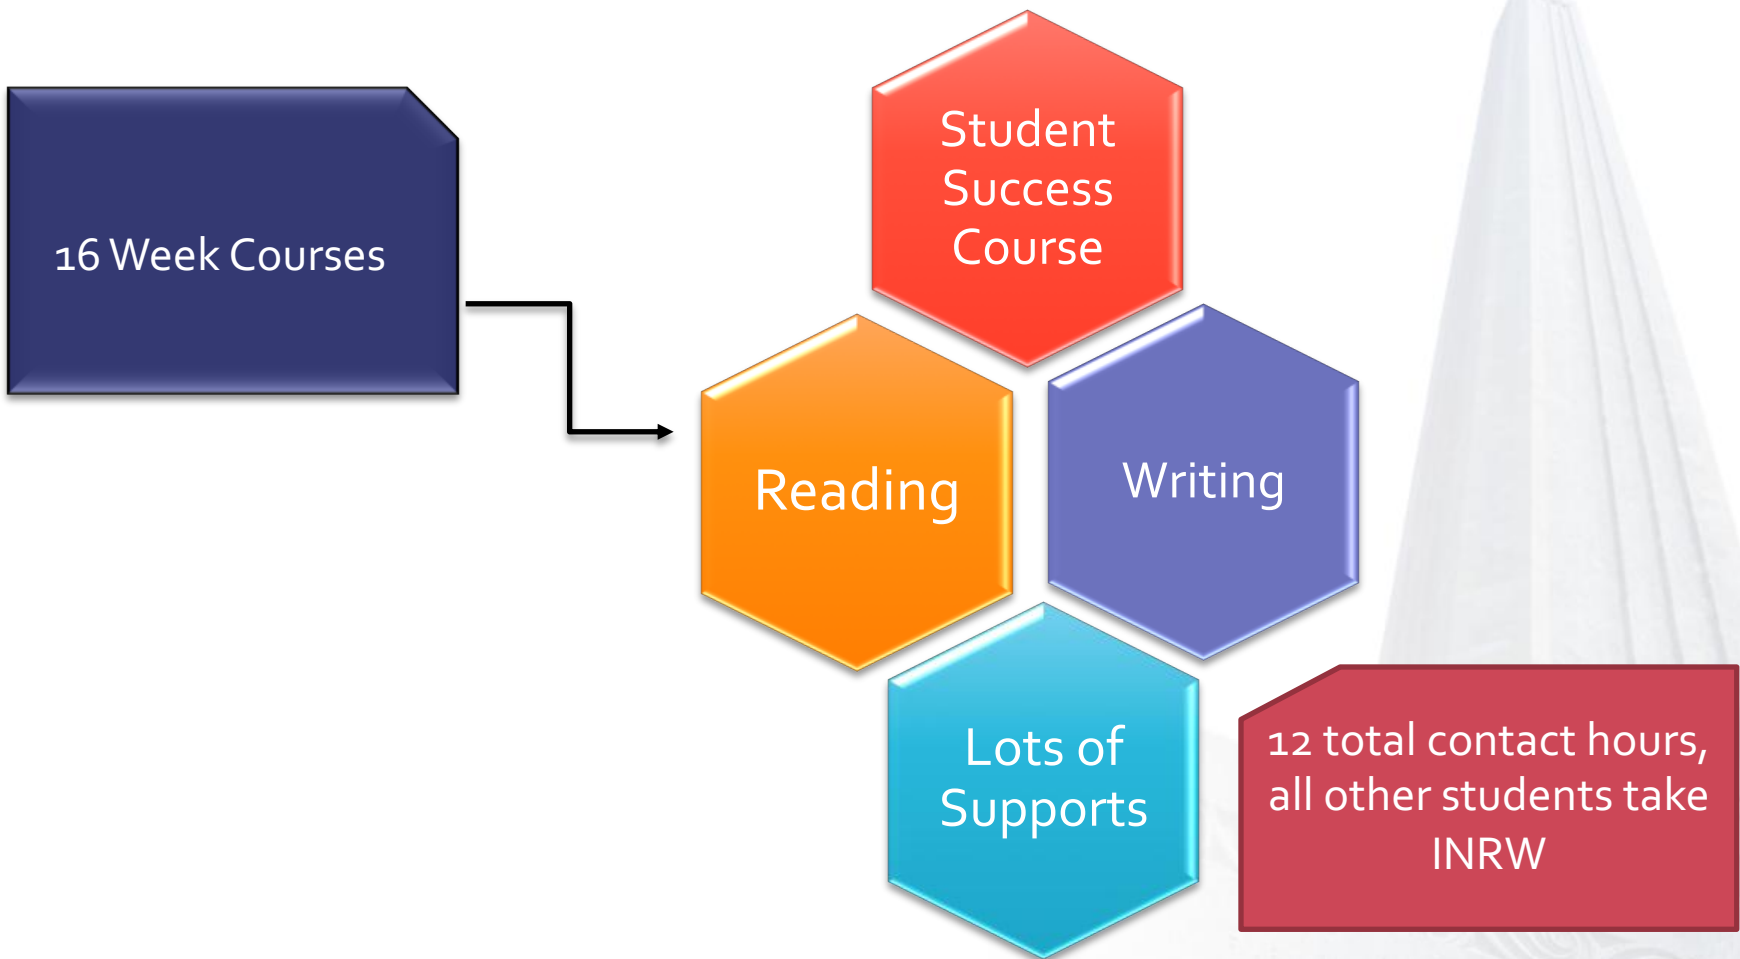 16 Week Courses
Student
Success
Course
Reading
Writing
Lots of
Supports
12 total contact hours,
all other students take
INRW